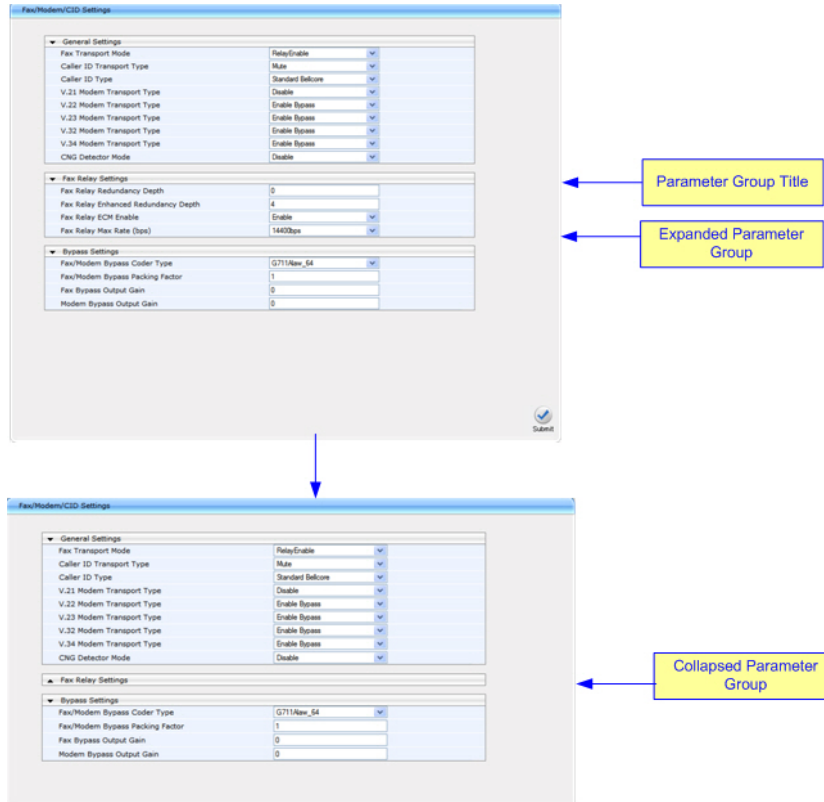 Fax/Modem/CID Settings
General Settings
Fax Transport Mode RelayEnable
Caller ID Transport Type Mute
Caller ID Type Standard Bellcore
V.21 Modem Transport Type Disable
V.22 Modem Transport Type Enable Bypass
V.23 Modem Transport Type Enable Bypass
V.32 Modem Transport Type Enable Bypass
V.34 Modem Transport Type Enable Bypass
CNG Detector Mode Disable
Fax Relay Settings
Fax Relay Redundancy Depth 0
Fax Relay Enhanced Redundancy Depth 4
Fax Relay ECM Enable Enable
Fax Relay Max Rate (bps) 14400bps
Bypass Settings
Fax/Modem Bypass Coder Type G711Alaw_64
Fax/Modem Bypass Packing Factor 1
Fax Bypass Output Gain 0
Modem Bypass Output Gain 0
Submit
Parameter Group Title
Expanded Parameter
Group
Fax/Modem/CID Settings
General Settings
Fax Transport Mode RelayEnable
Caller ID Transport Type Mute
Caller ID Type Standard Bellcore
V.21 Modem Transport Type Disable
V.22 Modem Transport Type Enable Bypass
V.23 Modem Transport Type Enable Bypass
V.32 Modem Transport Type Enable Bypass
V.34 Modem Transport Type Enable Bypass
CNG Detector Mode Disable
Fax Relay Settings
Bypass Settings
Fax/Modem Bypass Coder Type G711Alaw_64
Fax/Modem Bypass Packing Factor 1
Fax Bypass Output Gain 0
Modem Bypass Output Gain 0
Collapsed Parameter
Group